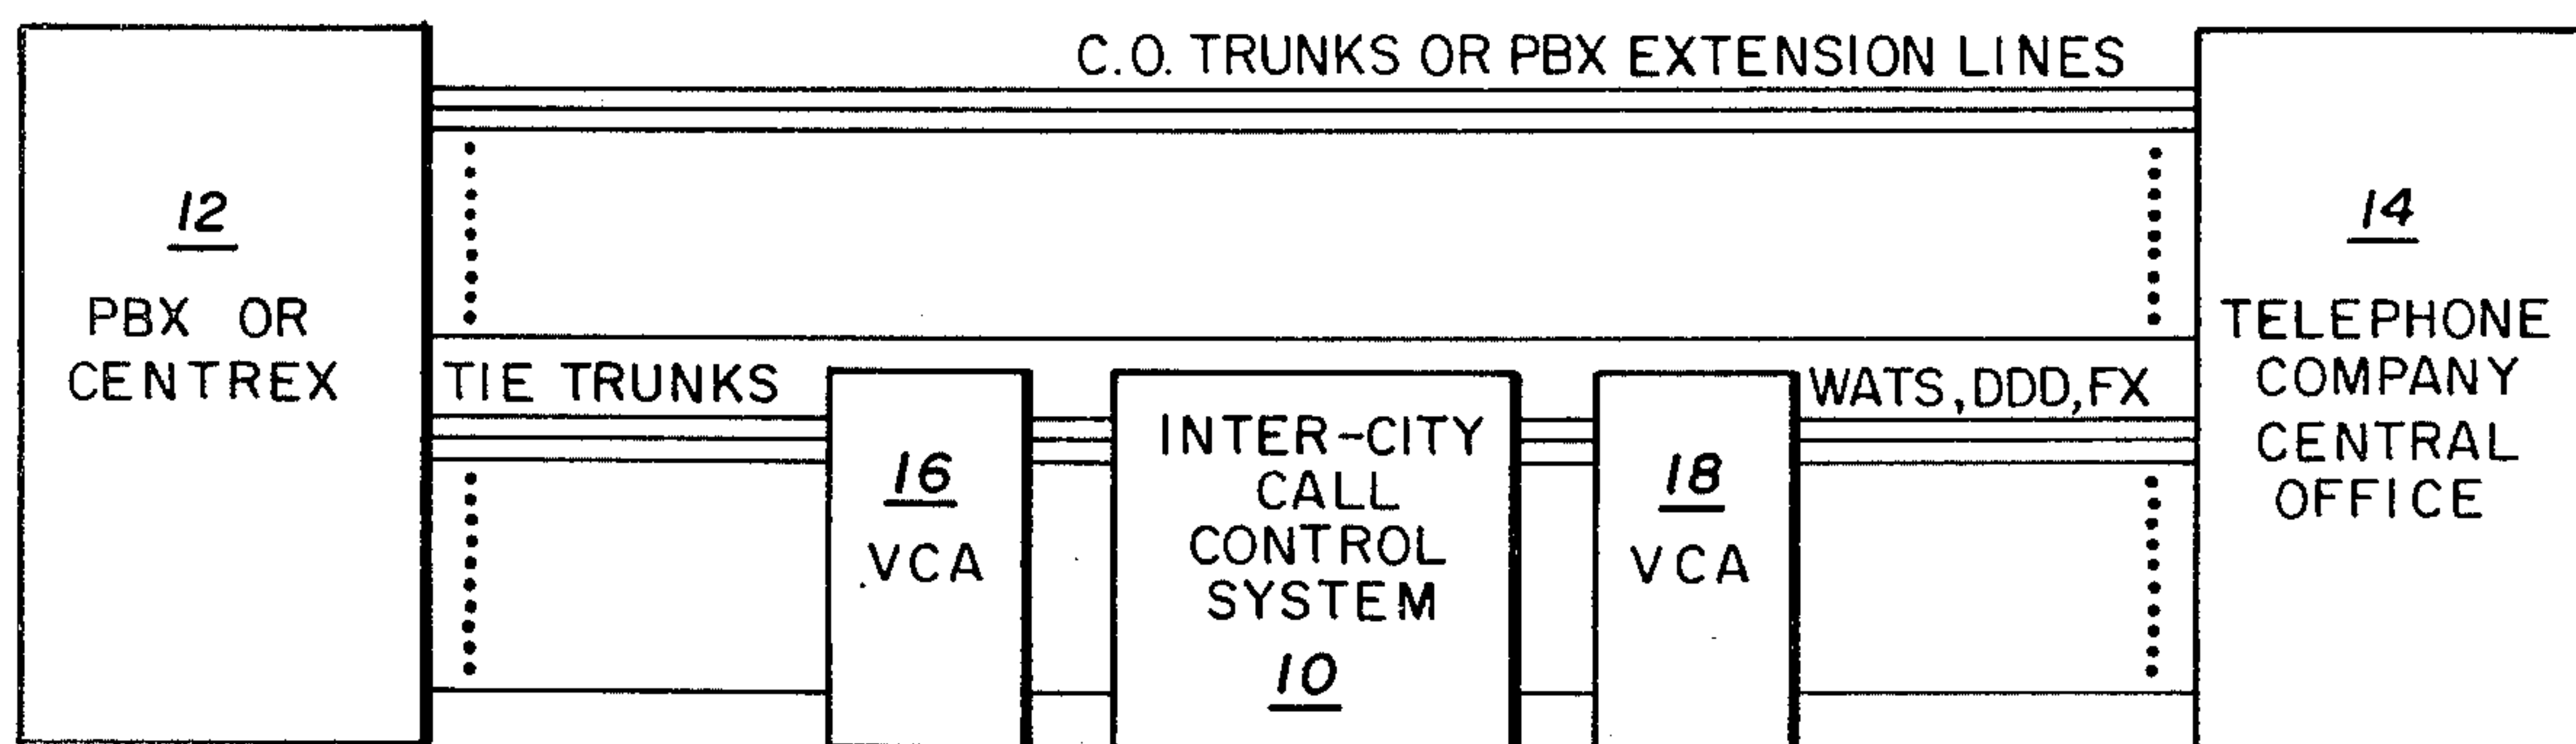 C.O. TRUNKS OR PBX EXTENSION LINES
12
PBX OR
CENTREX
14
TELEPHONE
COMPANY
CENTRAL
OFFICE
TIE TRUNKS
WATS,DDD,FX
16
VCA
INTER-CITY
CALL
CONTROL
SYSTEM
10
18
VCA